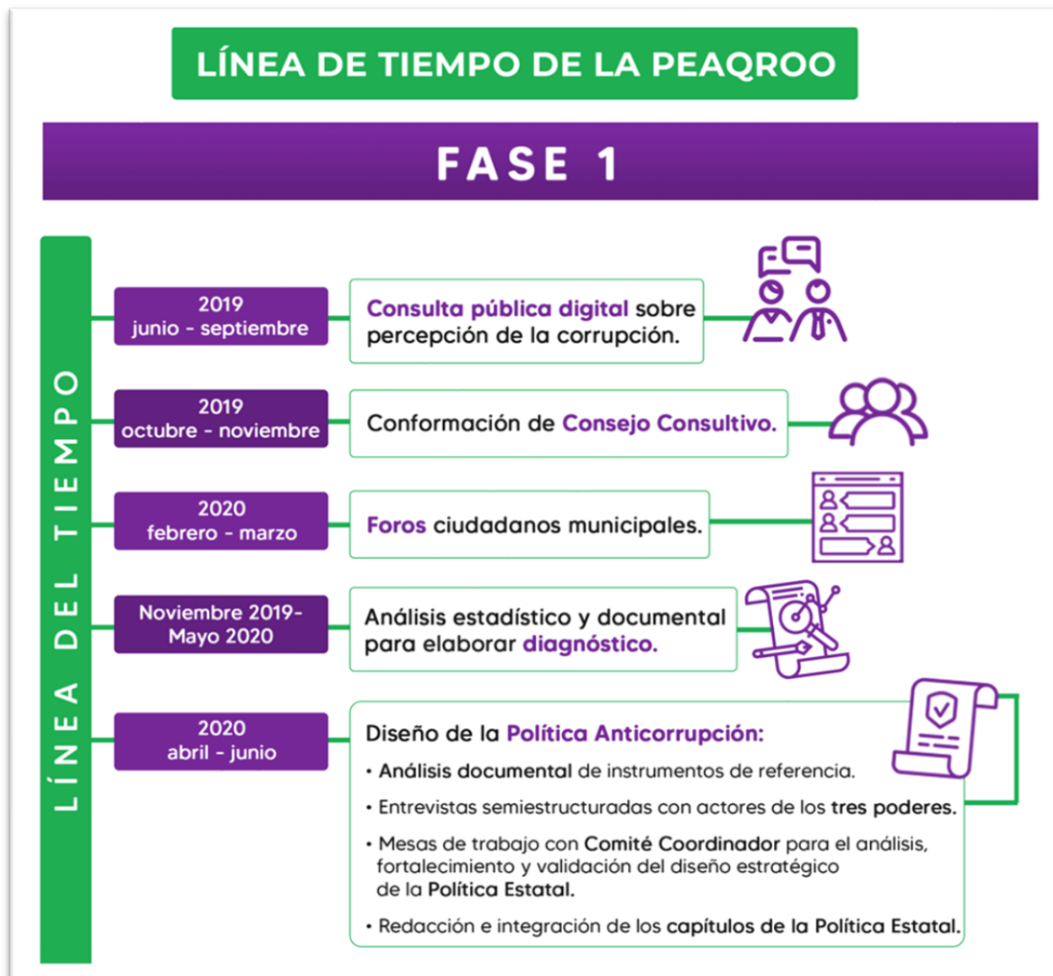 LÍNEA DE TIEMPO DE LA PEAQROO
FASE 1
LÍNEA DEL TIEMPO
2019
junio - septiembre
Consulta pública digital sobre
percepción de la corrupción.
2019
octubre - noviembre
Conformación de Consejo Consultivo.
2020
febrero - marzo
Foros ciudadanos municipales.
Noviembre 2019-
Mayo 2020
Análisis estadístico y documental
para elaborar diagnóstico.
2020
abril - junio
Diseño de la Política Anticorrupción:
• Análisis documental de instrumentos de referencia.
• Entrevistas semiestructuradas con actores de los tres poderes.
• Mesas de trabajo con Comité Coordinador para el análisis,
fortalecimiento y validación del diseño estratégico
de la Política Estatal.
• Redacción e integración de los capítulos de la Política Estatal.